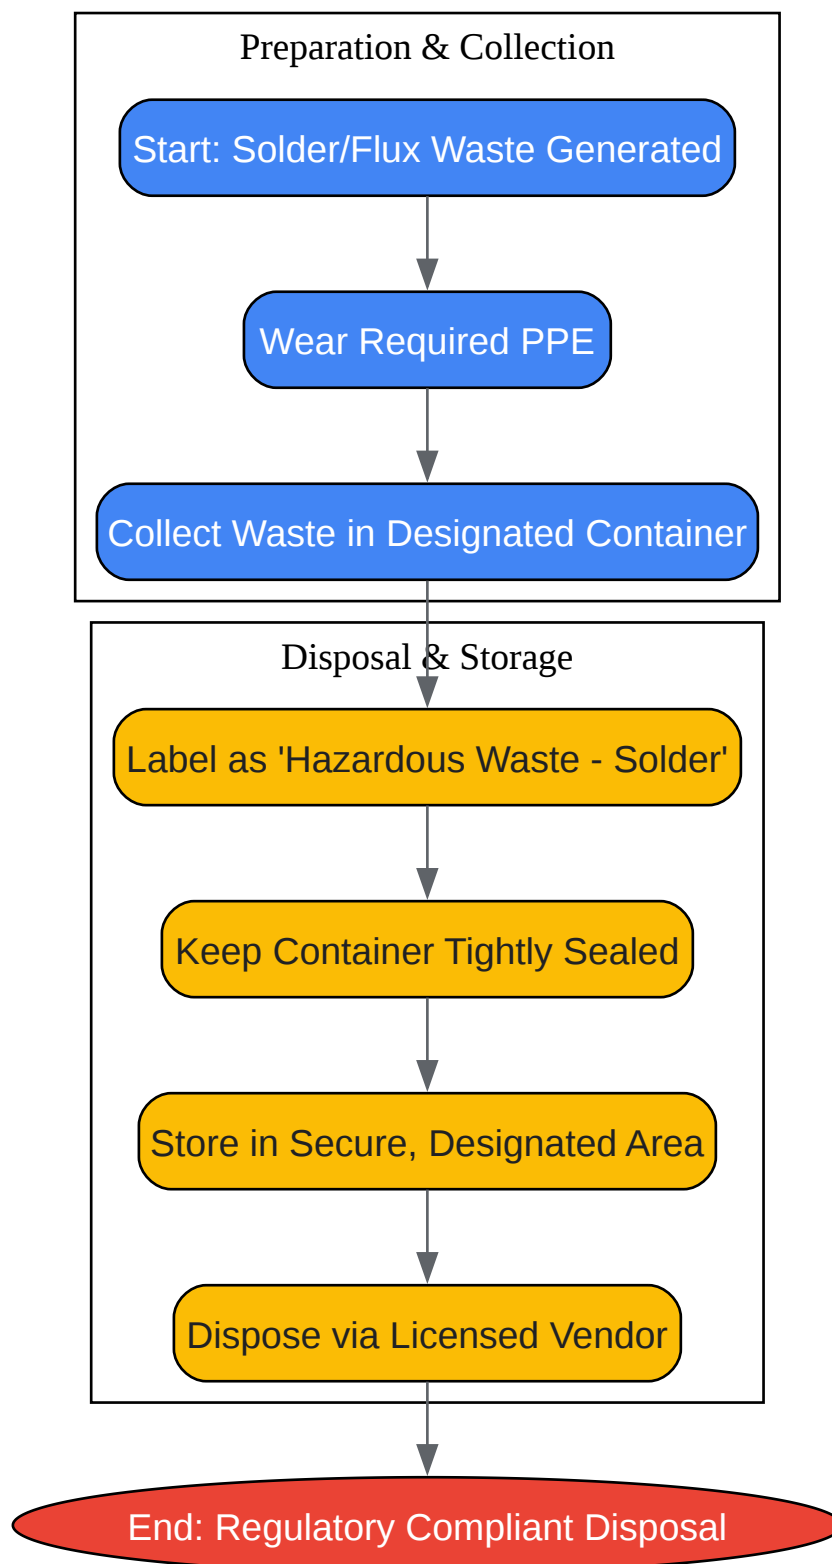 Preparation & Collection
Start: Solder/Flux Waste Generated
Wear Required PPE
Collect Waste in Designated Container
Disposal & Storage
Label as 'Hazardous Waste - Solder'
Keep Container Tightly Sealed
Store in Secure, Designated Area
Dispose via Licensed Vendor
End: Regulatory Compliant Disposal